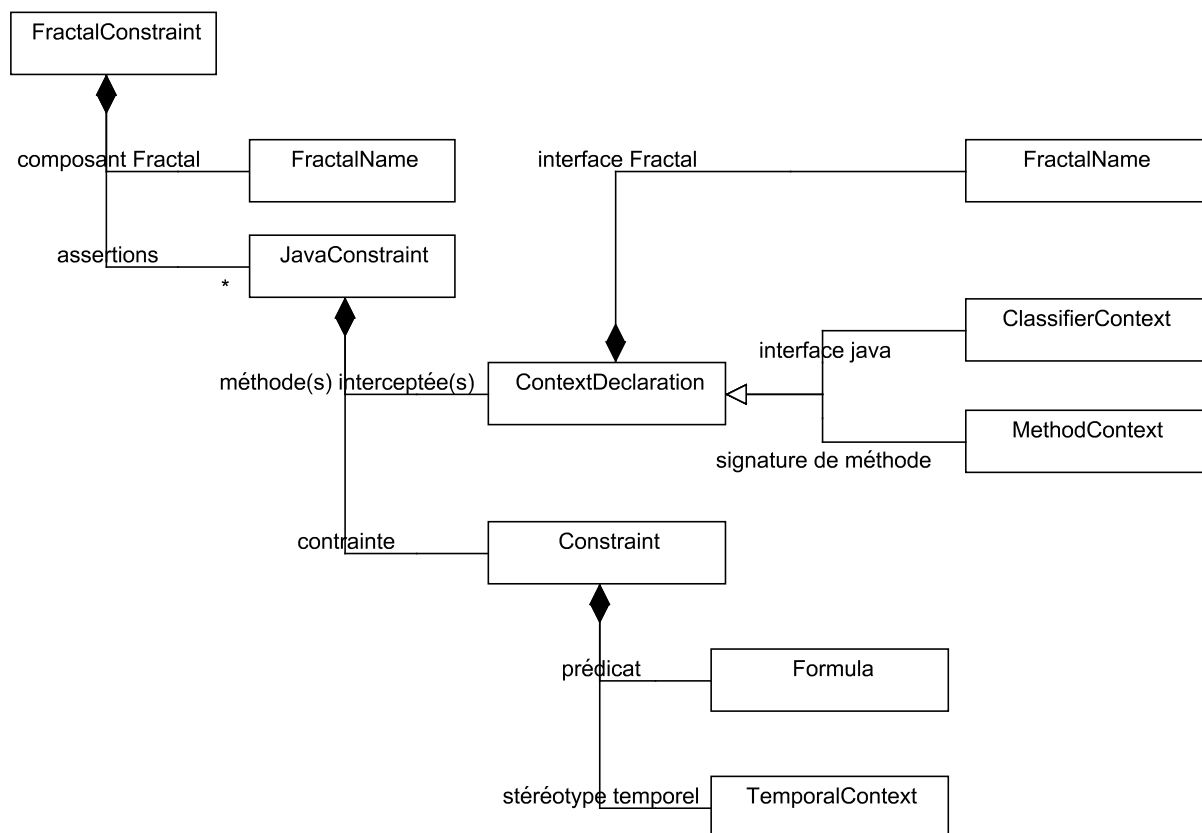 FractalConstraint
composant Fractal
FractalName
interface Fractal
FractalName
assertions
JavaConstraint
*
ClassifierContext
interface java
méthode(s) interceptée(s)
ContextDeclaration
MethodContext
signature de méthode
contrainte
Constraint
prédicat
Formula
stéréotype temporel
TemporalContext